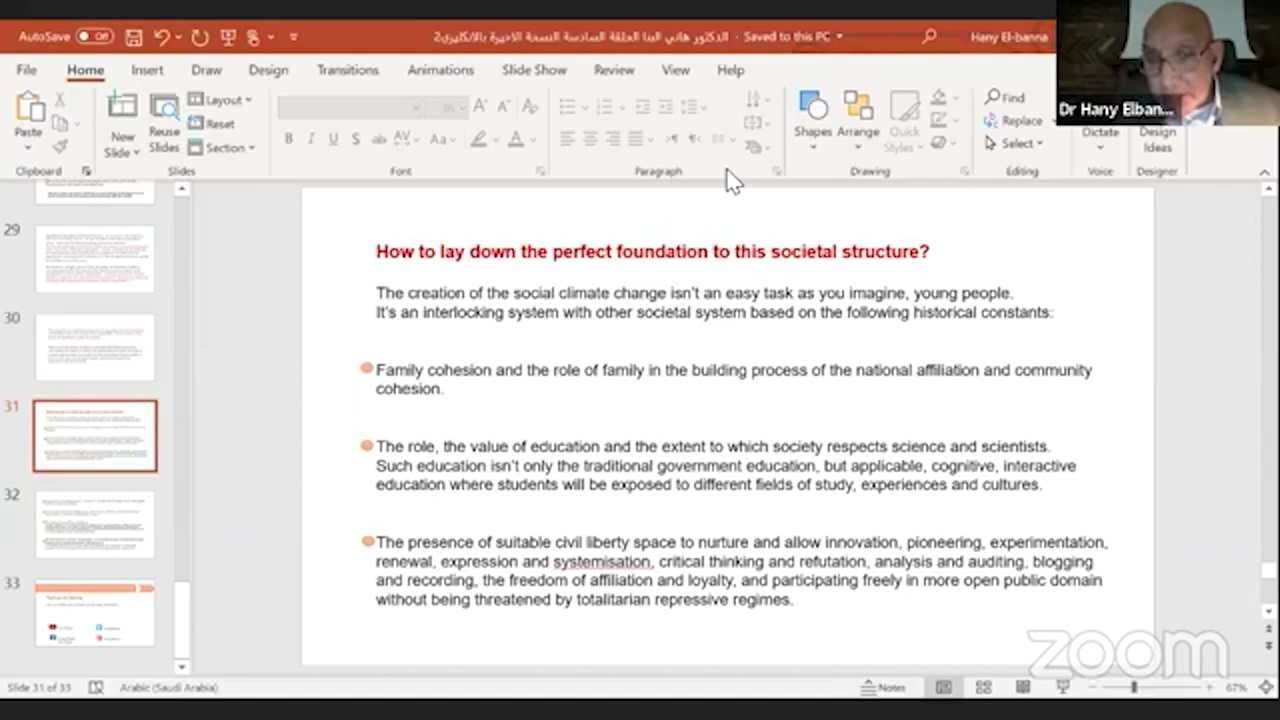 AutoSave Off
الدكتور هاني البنا الحلقة السادسة النسخة الاخيرة بالانكليزي2 - Saved to this PC
Hany El-banna
File Home Insert Draw Design Transitions Animations Slide Show Review View Help
Paste
New Slide
Reuse Slides
Layout
Reset
Section
Shapes
Arrange
Quick Styles
Find
Replace
Select
Dictate
Design Ideas
Clipboard Slides Font Paragraph Drawing Editing Voice Designer
Dr Hany Elban...
29
30
31
32
33
How to lay down the perfect foundation to this societal structure?
The creation of the social climate change isn't an easy task as you imagine, young people.
It's an interlocking system with other societal system based on the following historical constants:
Family cohesion and the role of family in the building process of the national affiliation and community
cohesion.
The role, the value of education and the extent to which society respects science and scientists.
Such education isn't only the traditional government education, but applicable, cognitive, interactive
education where students will be exposed to different fields of study, experiences and cultures.
The presence of suitable civil liberty space to nurture and allow innovation, pioneering, experimentation,
renewal, expression and systemisation, critical thinking and refutation, analysis and auditing, blogging
and recording, the freedom of affiliation and loyalty, and participating freely in more open public domain
without being threatened by totalitarian repressive regimes.
zoom
Slide 31 of 33 Arabic (Saudi Arabia) Notes 67%